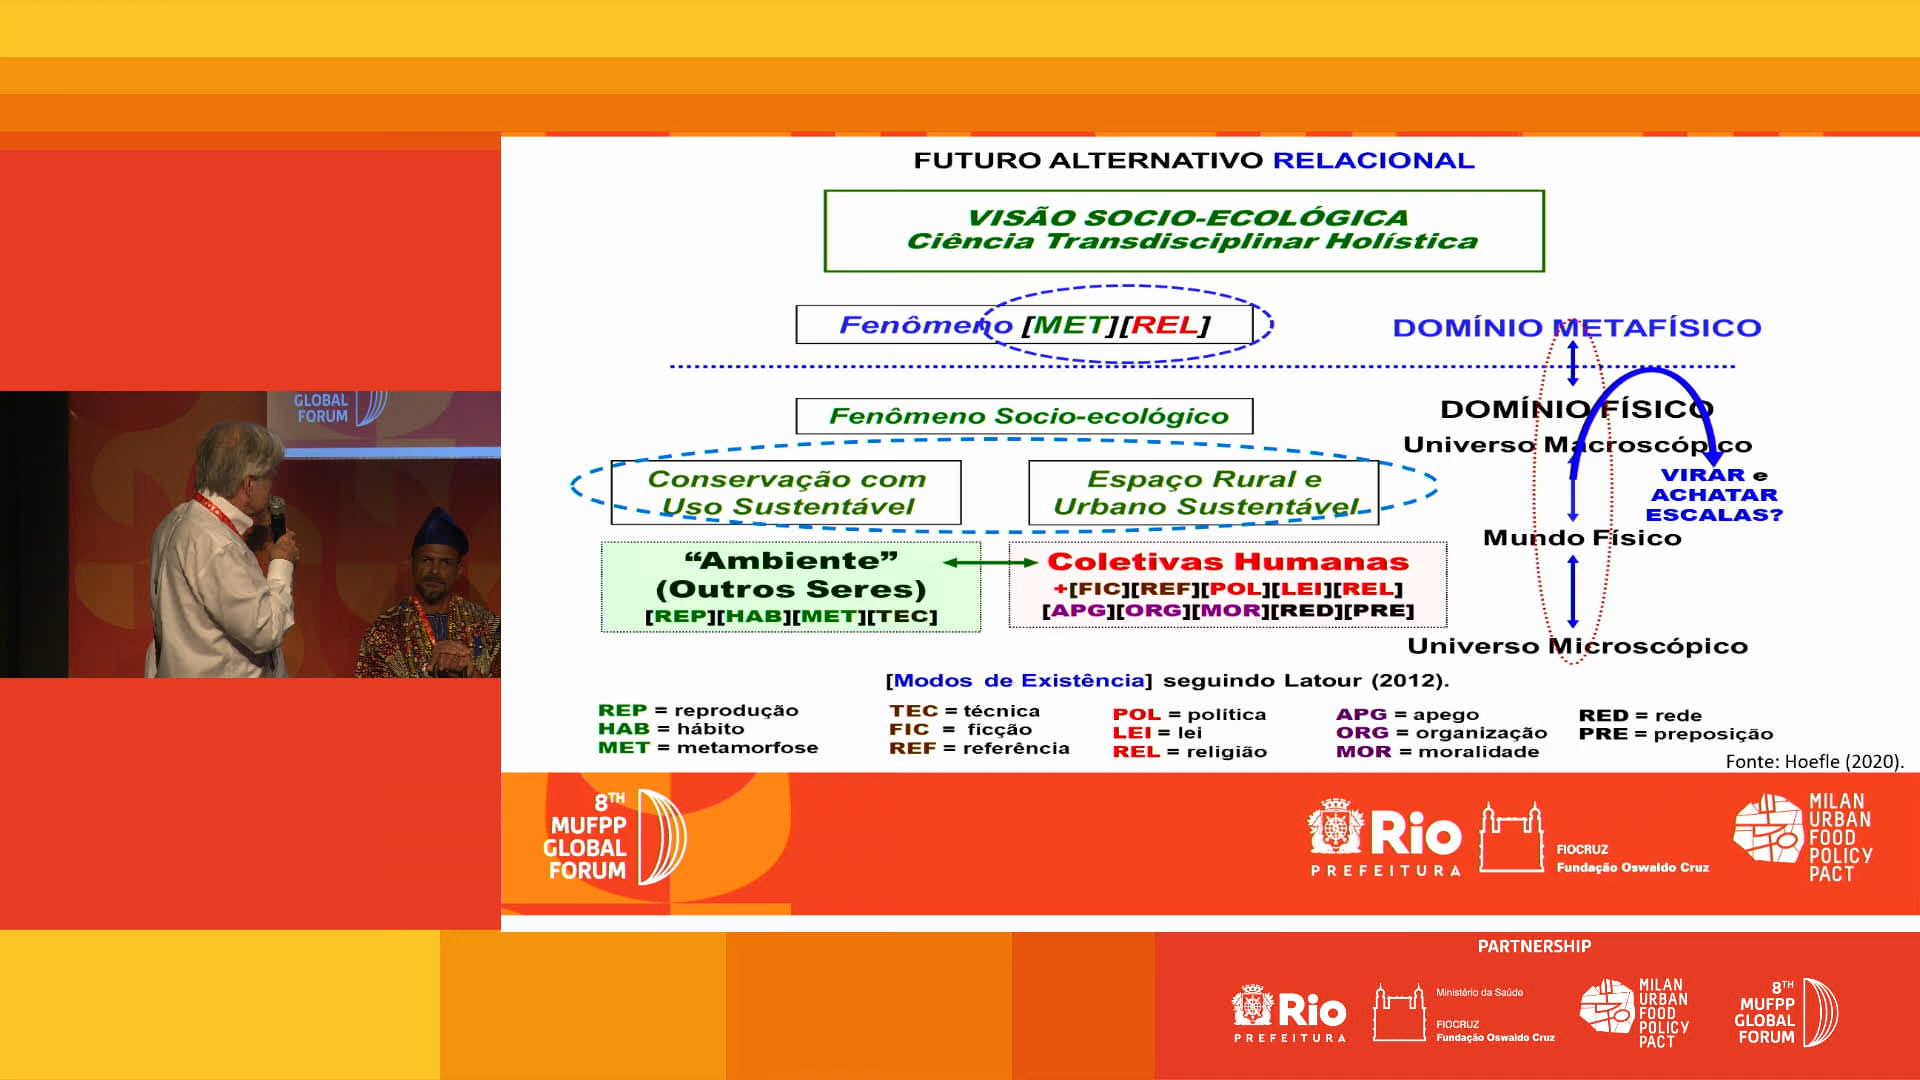 FUTURO ALTERNATIVO RELACIONAL
VISÃO SOCIO-ECOLÓGICA
Ciência Transdisciplinar Holística
Fenômeno [MET][REL]
DOMÍNIO METAFÍSICO
Fenômeno Socio-ecológico
DOMÍNIO FÍSICO
Universo Macroscópico
Conservação com
Uso Sustentável
Espaço Rural e
Urbano Sustentável
VIRAR e
ACHATAR
ESCALAS?
Mundo Físico
“Ambiente”
(Outros Seres)
[REP][HAB][MET][TEC]
Coletivas Humanas
+[FIC][REF][POL][LEI][REL]
[APG][ORG][MOR][RED][PRE]
Universo Microscópico
[Modos de Existência] seguindo Latour (2012).
REP = reprodução
HAB = hábito
MET = metamorfose
TEC = técnica
FIC = ficção
REF = referência
POL = política
LEI = lei
REL = religião
APG = apego
ORG = organização
MOR = moralidade
RED = rede
PRE = preposição
Fonte: Hoefle (2020).
GLOBAL
FORUM
8TH
MUFPP
GLOBAL
FORUM
Rio
PREFEITURA
FIOCRUZ
Fundação Oswaldo Cruz
MILAN
URBAN
FOOD
POLICY
PACT
PARTNERSHIP
Rio
PREFEITURA
Ministério da Saúde
FIOCRUZ
Fundação Oswaldo Cruz
MILAN
URBAN
FOOD
POLICY
PACT
8TH
MUFPP
GLOBAL
FORUM